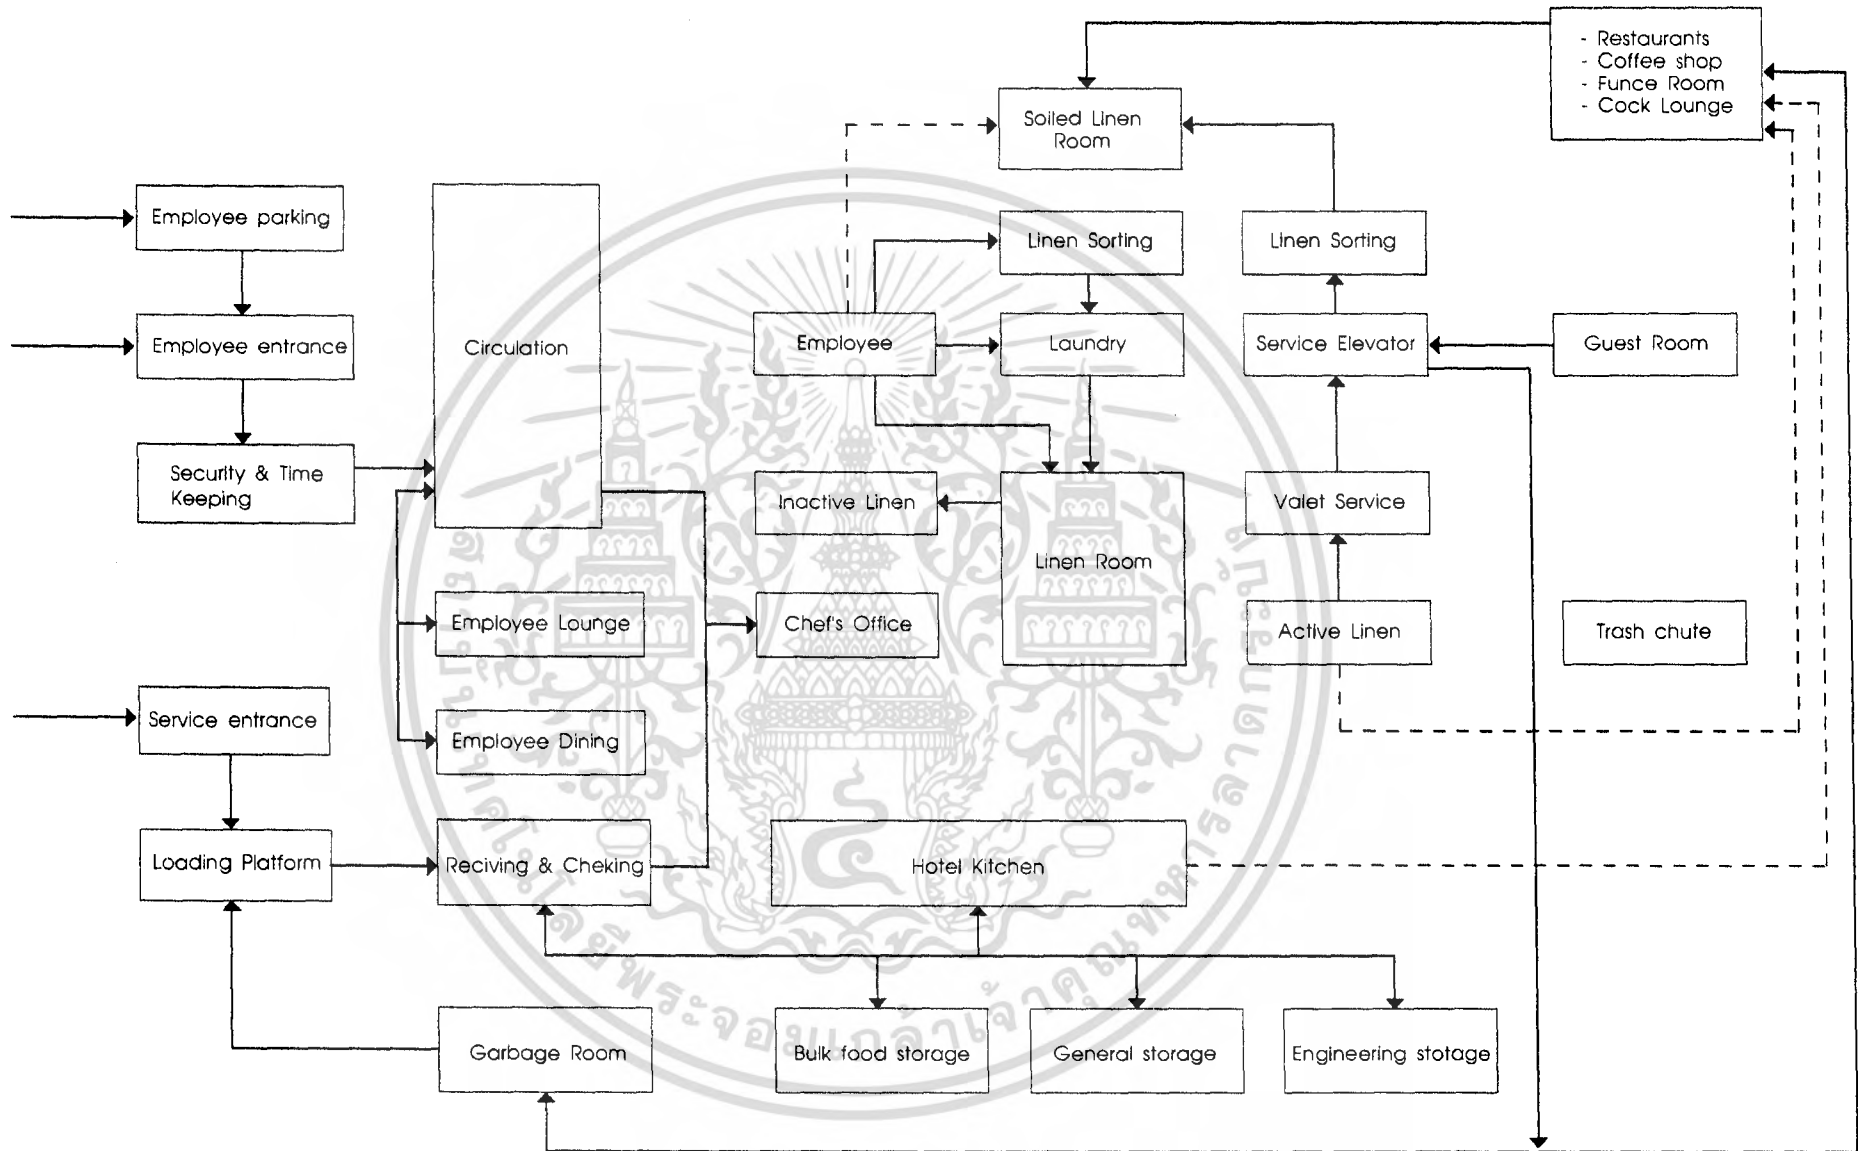 - Restaurants
- Coffee shop
- Funce Room
- Cock Lounge
Soiled Linen
Room
Employee parking
Linen Sorting
Linen Sorting
Employee entrance
Circulation
Employee
Laundry
Service Elevator
Guest Room
Security & Time
Keeping
Inactive Linen
Linen Room
Valet Service
Employee Lounge
Chef's Office
Active Linen
Trash chute
Service entrance
Employee Dining
Loading Platform
Reciving & Cheking
Hotel Kitchen
Garbage Room
Bulk food storage
General storage
Engineering stotage